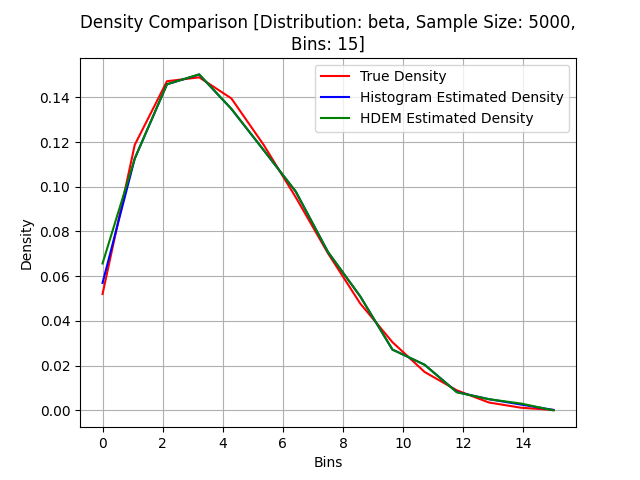 Density Comparison [Distribution: beta, Sample Size: 5000,
Bins: 15]
True Density
Histogram Estimated Density
HDEM Estimated Density
Density
0.14
0.12
0.10
0.08
0.06
0.04
0.02
0.00
0 2 4 6 8 10 12 14
Bins